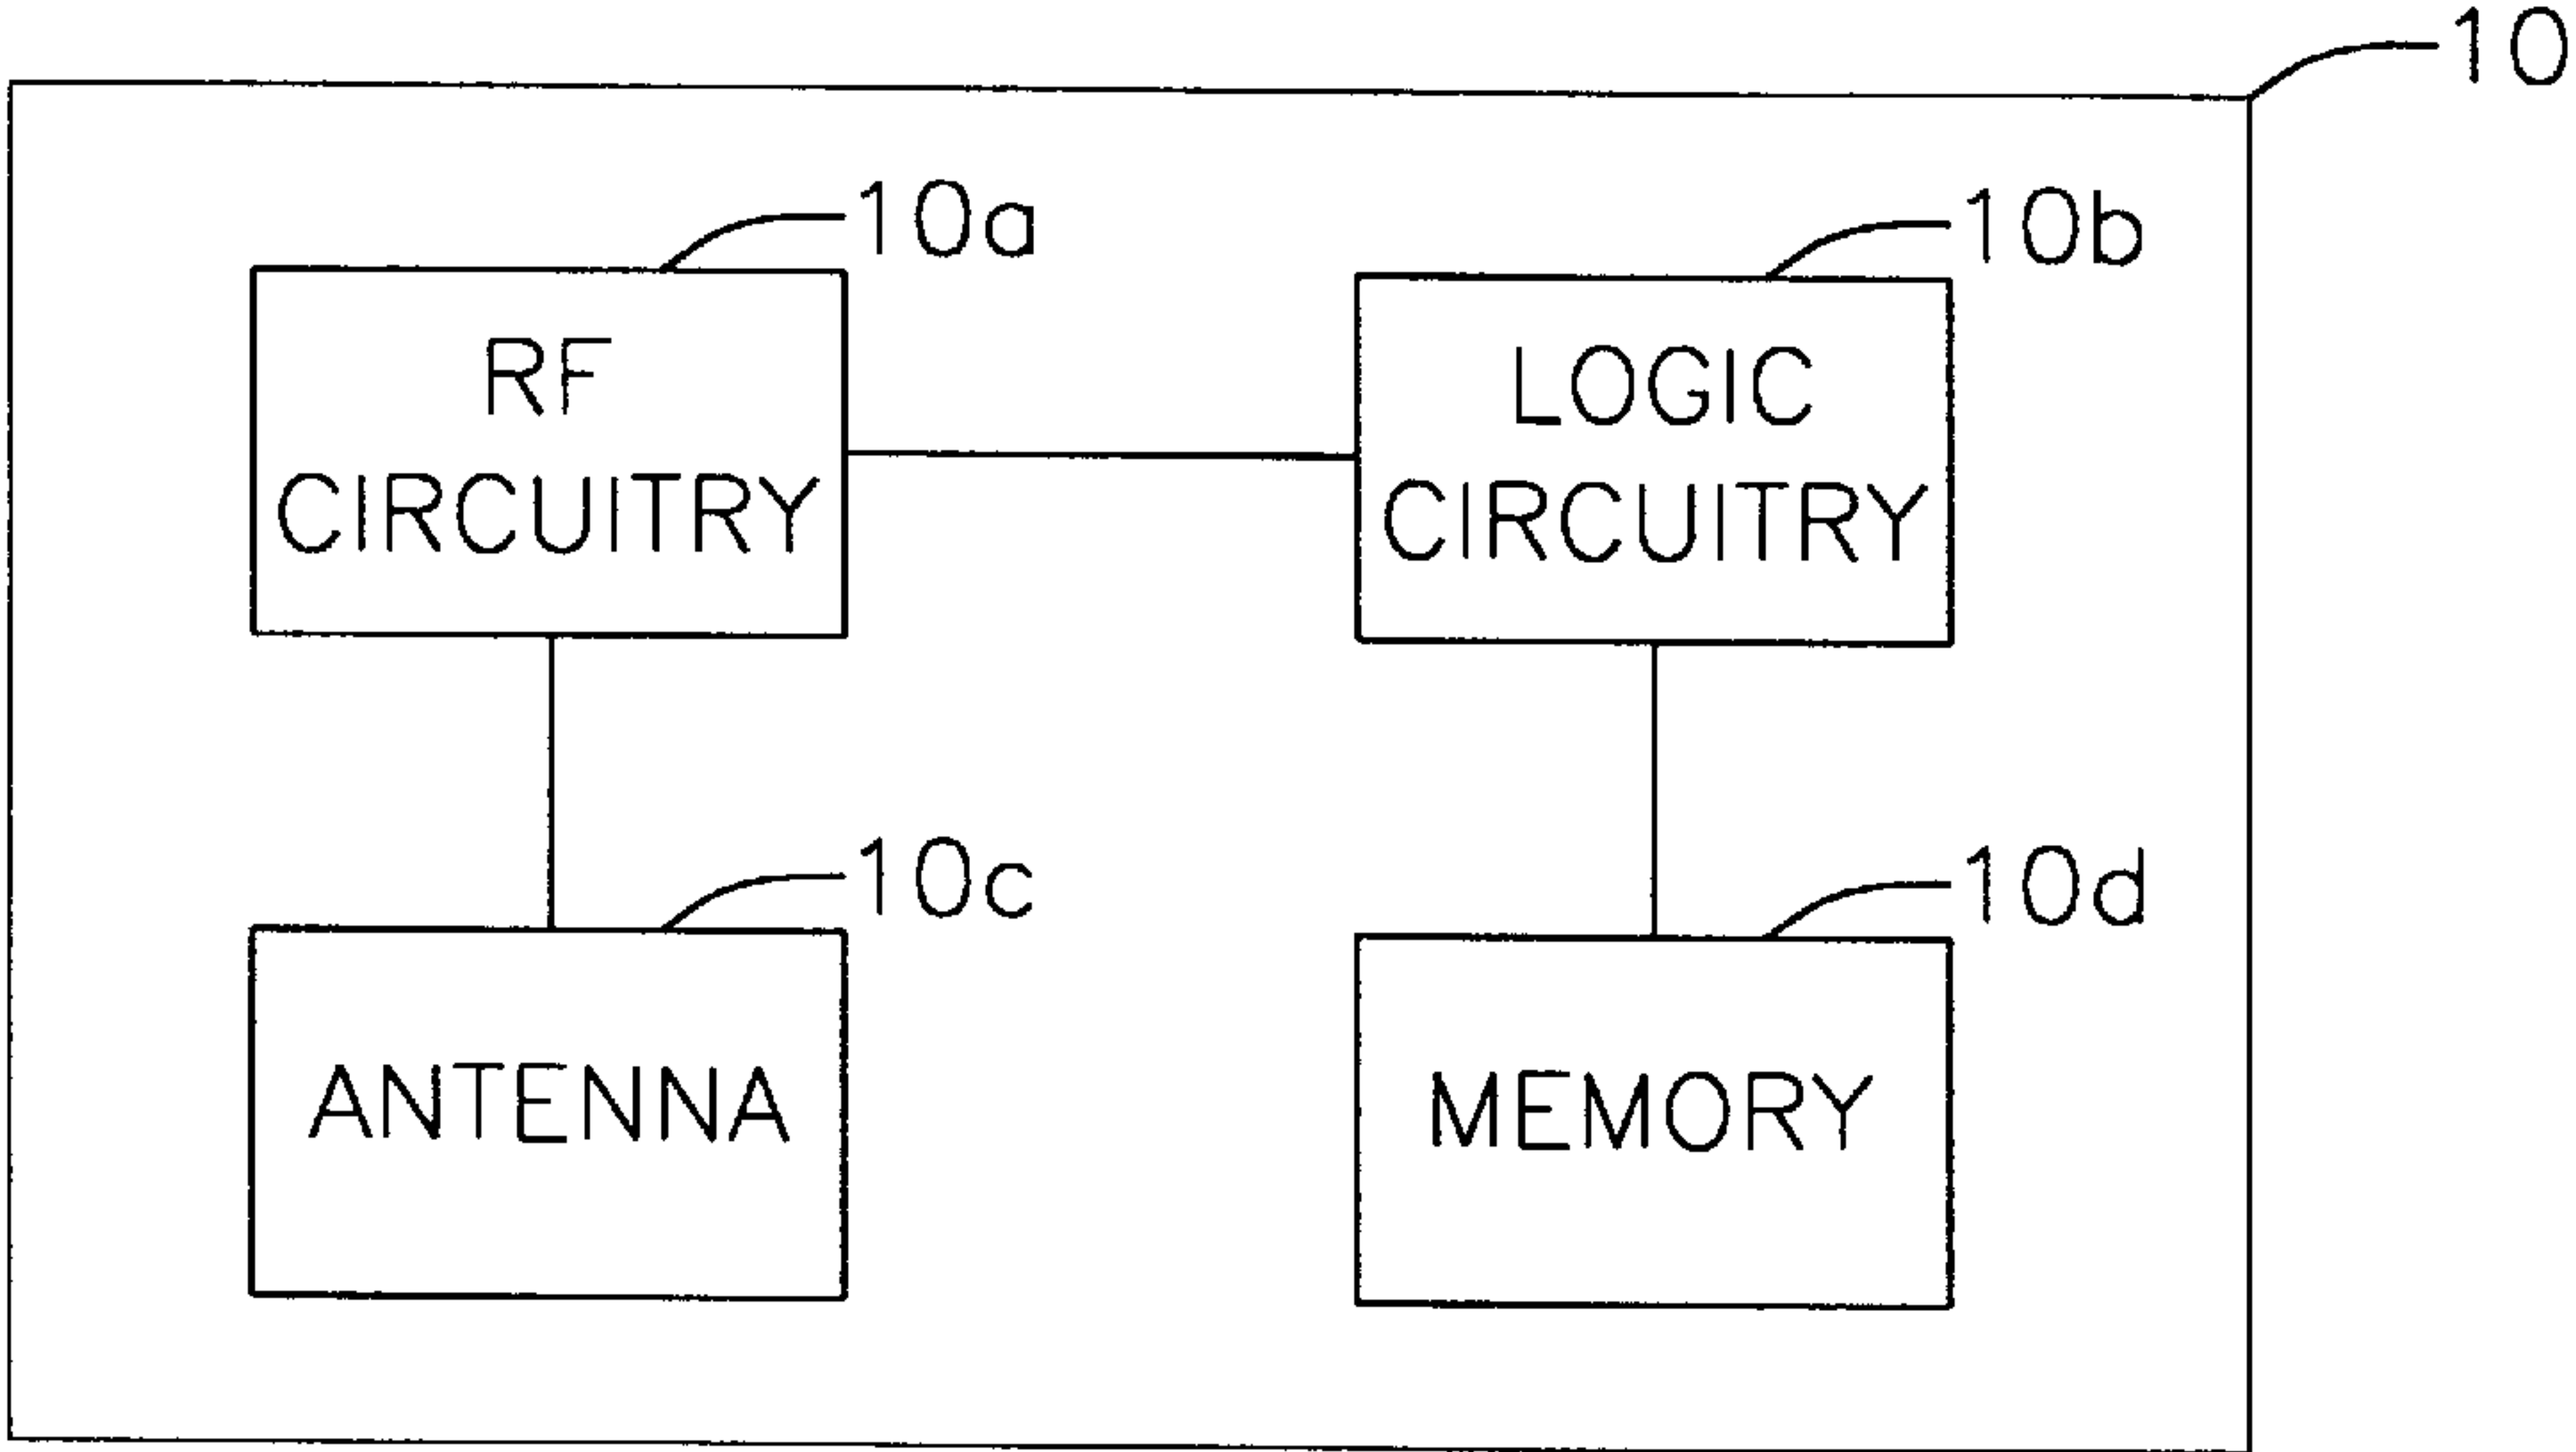 10
10a
10b
RF
CIRCUITRY
LOGIC
CIRCUITRY
10c
10d
ANTENNA
MEMORY